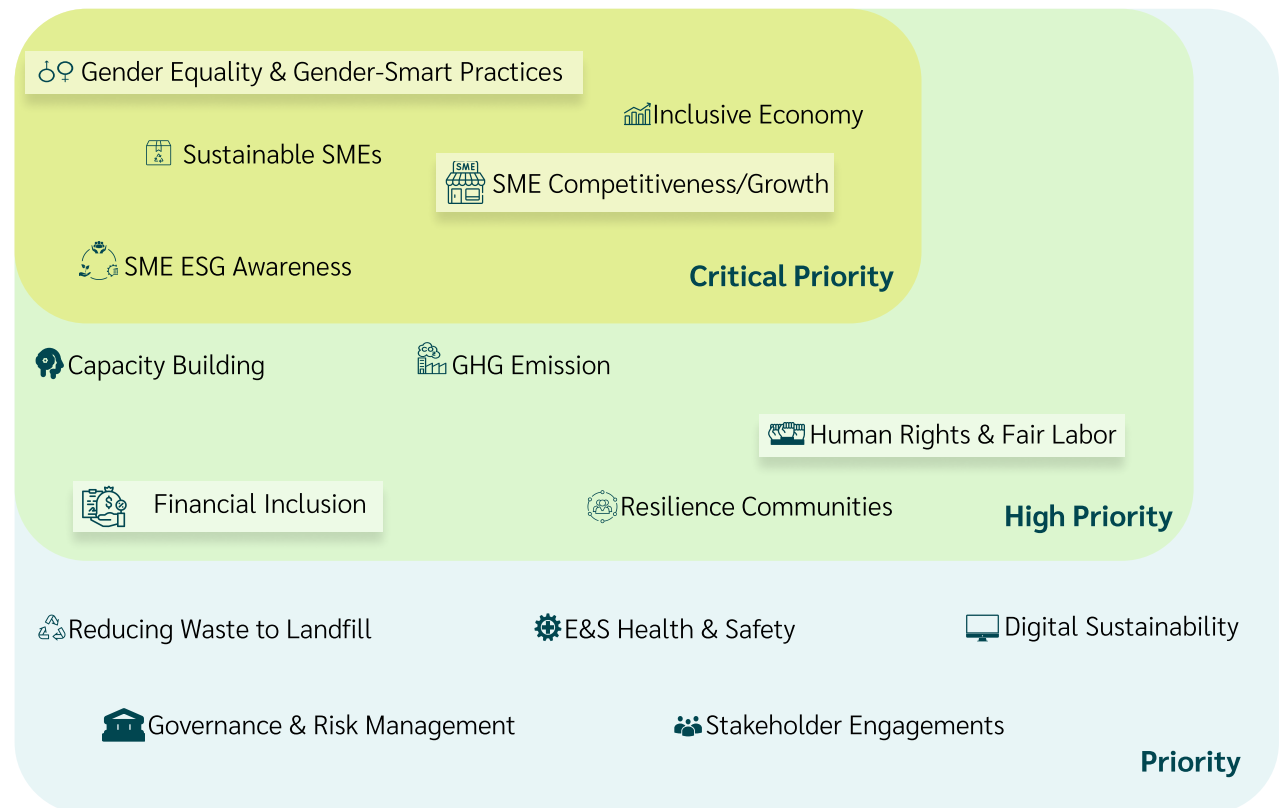 Gender Equality & Gender-Smart Practices
Inclusive Economy
Sustainable SMEs
SME
SME Competitiveness/Growth
SME ESG Awareness
Critical Priority
Capacity Building
CO2
GHG Emission
Human Rights & Fair Labor
$
Financial Inclusion
Resilience Communities
High Priority
Reducing Waste to Landfill
E&S Health & Safety
Digital Sustainability
Governance & Risk Management
Stakeholder Engagements
Priority